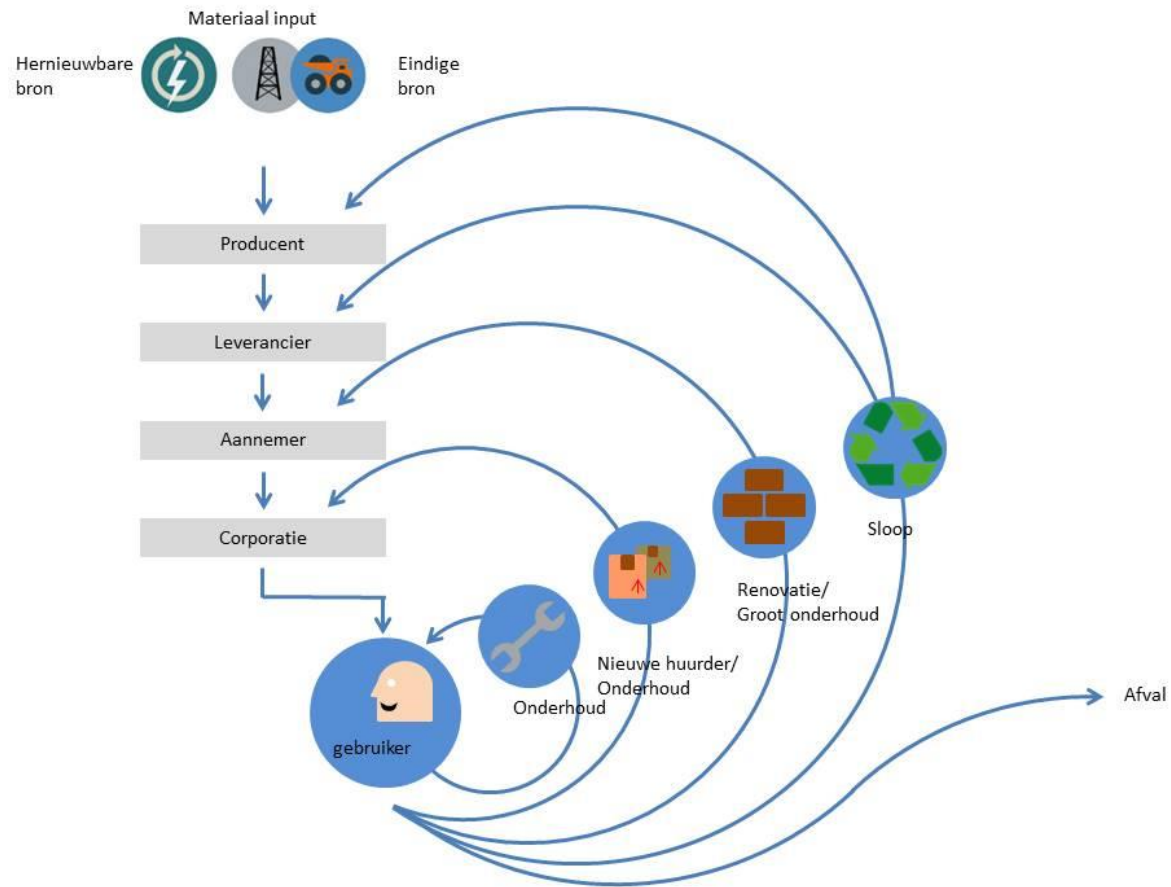 Materiaal input
Hernieuwbare
bron
Eindige
bron
Producent
Leverancier
Aannemer
Corporatie
Sloop
Renovatie/
Groot onderhoud
Nieuwe huurder/
Onderhoud
Onderhoud
gebruiker
Afval